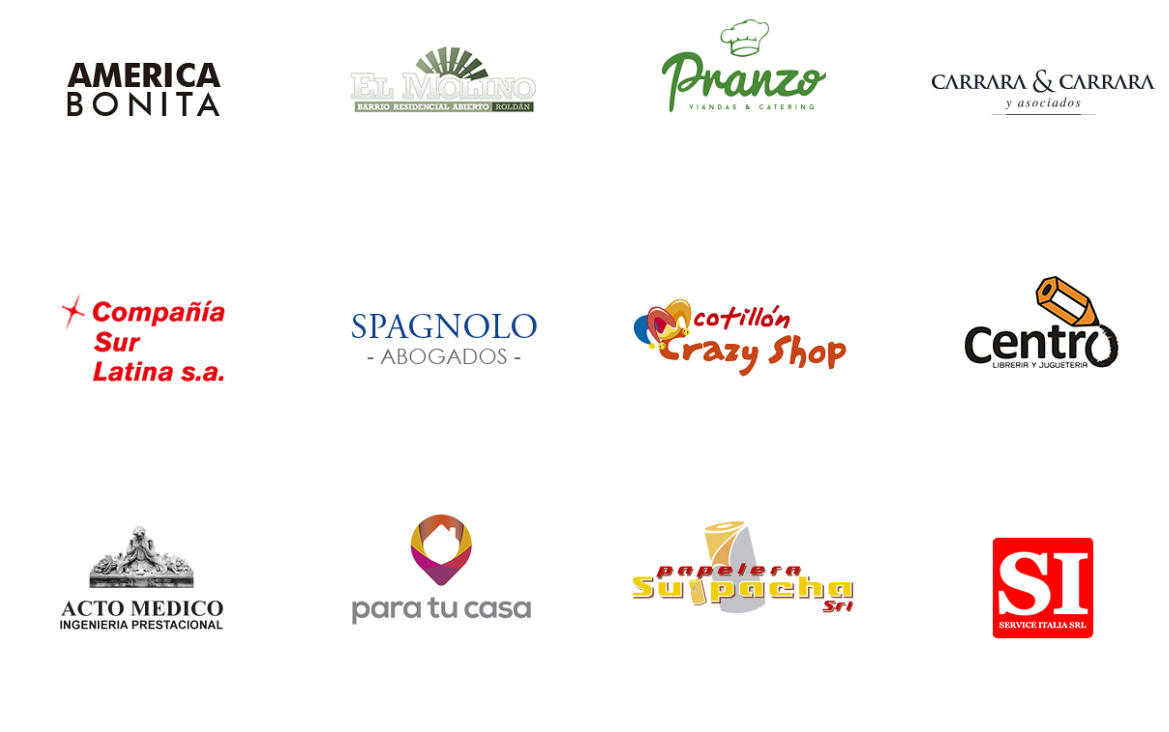 AMERICA
BONITA
EL MOLINO
BARRIO RESIDENCIAL ABIERTO ROLDÁN
Pranzo
VIANDAS & CATERING
CARRARA & CARRARA
y asociados
Compañía
Sur
Latina s.a.
SPAGNOLO
- ABOGADOS -
cotillón
Crazy Shop
Centro
LIBRERIA Y JUGUETERIA
ACTO MEDICO
INGENIERIA PRESTACIONAL
para tu casa
papelera
Suipacha
Srl
SI
SERVICE ITALIA SRL